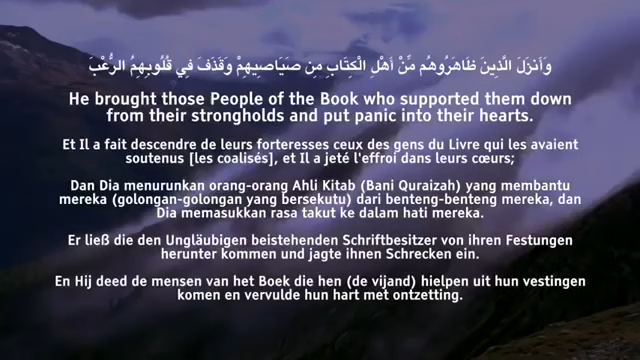 وَأَنْزَلَ الَّذِينَ ظَاهَرُوهُم مِّنْ أَهْلِ الْكِتَابِ مِن صَيَاصِيهِمْ وَقَذَفَ فِي قُلُوبِهِمُ الرُّعْبَ
He brought those People of the Book who supported them down
from their strongholds and put panic into their hearts.
Et Il a fait descendre de leurs forteresses ceux des gens du Livre qui les avaient
soutenus [les coalisés], et Il a jeté l'effroi dans leurs cœurs;
Dan Dia menurunkan orang-orang Ahli Kitab (Bani Quraizah) yang membantu
mereka (golongan-golongan yang bersekutu) dari benteng-benteng mereka, dan
Dia memasukkan rasa takut ke dalam hati mereka.
Er ließ die den Ungläubigen beistehenden Schriftbesitzer von ihren Festungen
herunter kommen und jagte ihnen Schrecken ein.
En Hij deed de mensen van het Boek die hen (de vijand) hielpen uit hun vestingen
komen en vervulde hun hart met ontzetting.